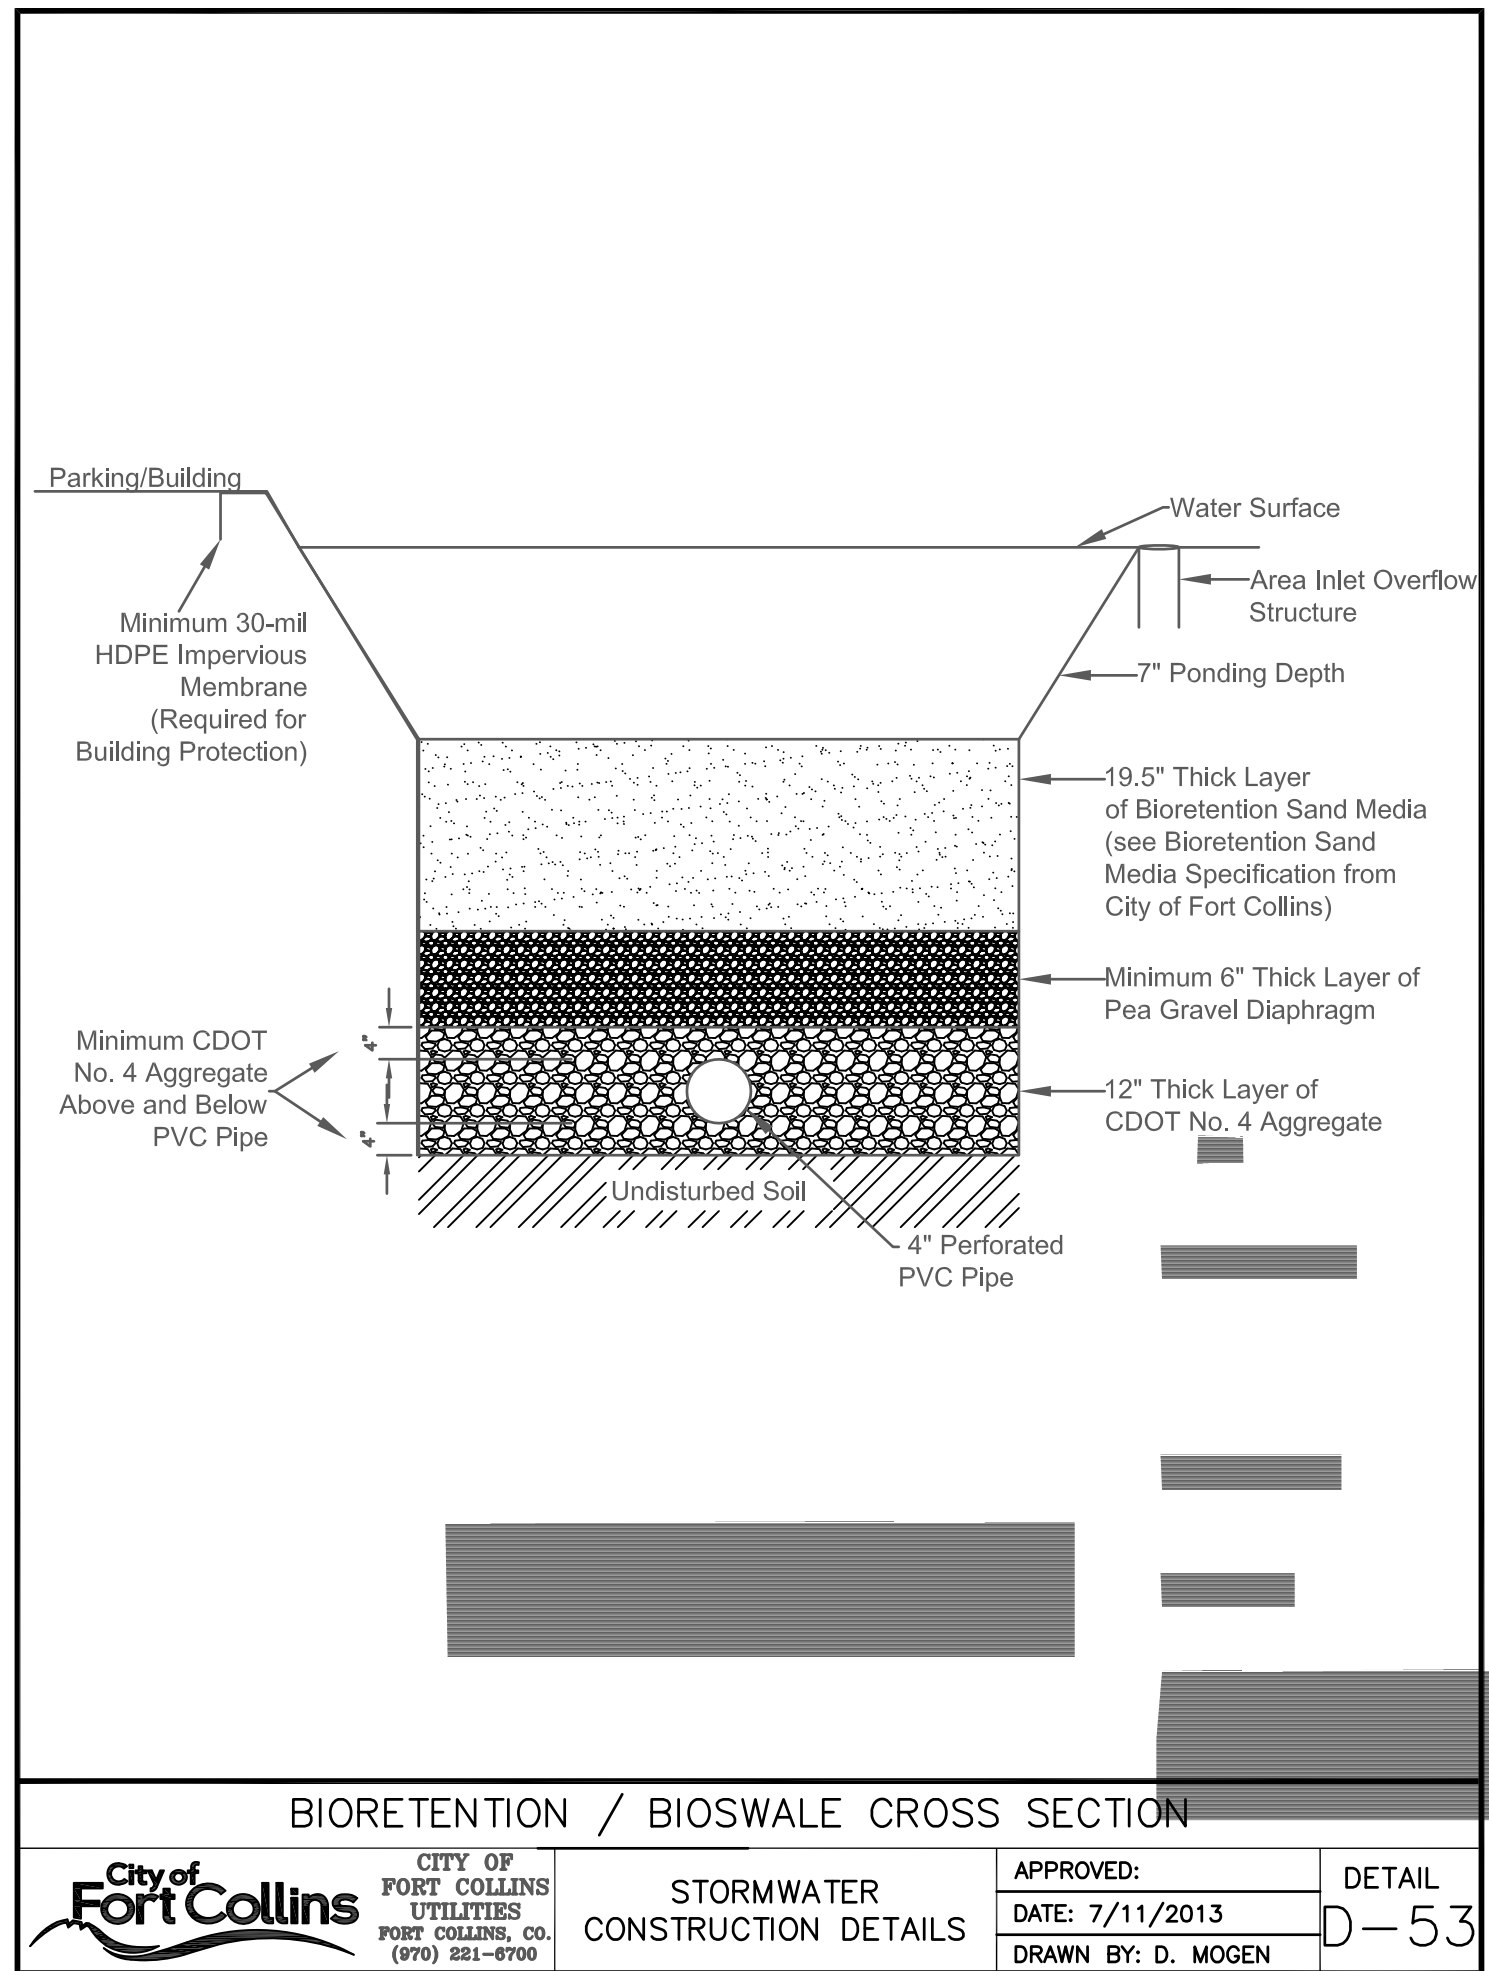 Parking/Building
Water Surface
Area Inlet Overflow
Structure
Minimum 30-mil
HDPE Impervious
Membrane
(Required for
Building Protection)
7" Ponding Depth
19.5" Thick Layer
of Bioretention Sand Media
(see Bioretention Sand
Media Specification from
City of Fort Collins)
Minimum 6" Thick Layer of
Pea Gravel Diaphragm
4"
Minimum CDOT
No. 4 Aggregate
Above and Below
PVC Pipe
4"
12" Thick Layer of
CDOT No. 4 Aggregate
Undisturbed Soil
4" Perforated
PVC Pipe
BIORETENTION / BIOSWALE CROSS SECTION
City of
Fort Collins
CITY OF
FORT COLLINS
UTILITIES
FORT COLLINS, CO.
(970) 221-6700
STORMWATER
CONSTRUCTION DETAILS
APPROVED:
DATE: 7/11/2013
DRAWN BY: D. MOGEN
DETAIL
D-53